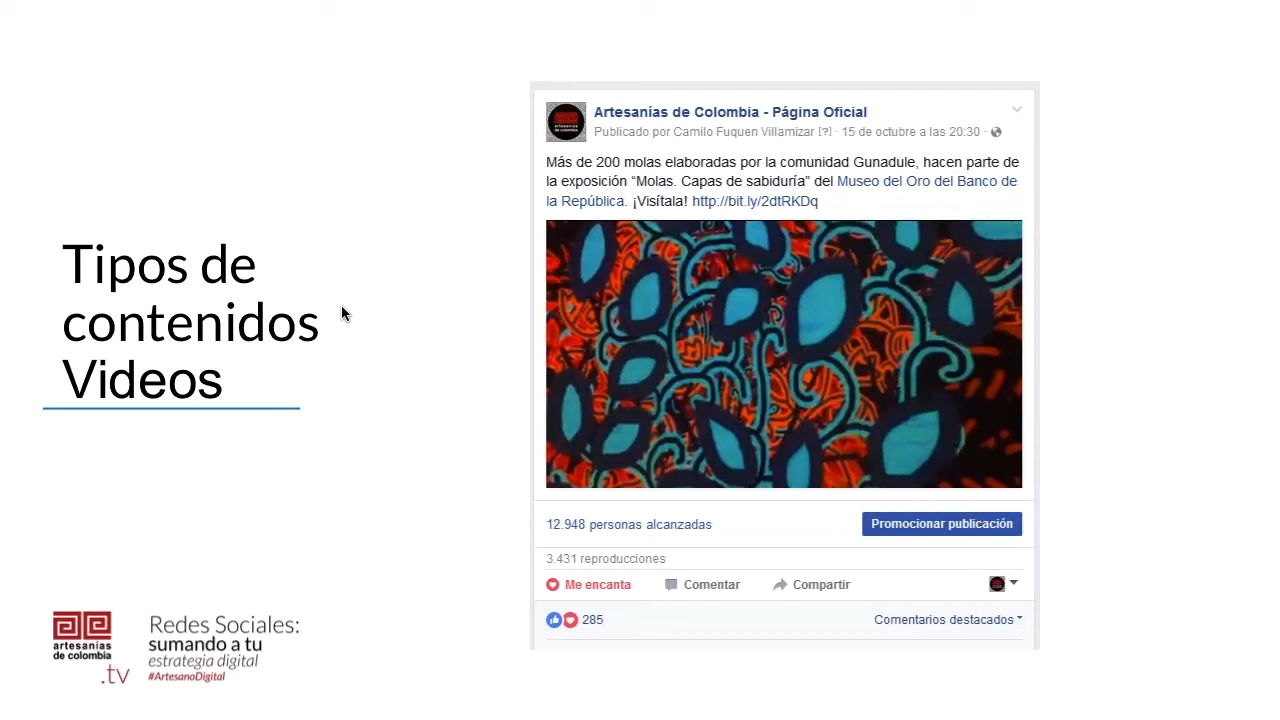 Tipos de
contenidos
Videos
Artesanías de Colombia - Página Oficial
Publicado por Camilo Fuquen Villamizar [?] · 15 de octubre a las 20:30 ·
Más de 200 molas elaboradas por la comunidad Gunadule, hacen parte de
la exposición “Molas. Capas de sabiduría” del Museo del Oro del Banco de
la República. ¡Visítala! http://bit.ly/2dtRKDq
12.948 personas alcanzadas
Promocionar publicación
3.431 reproducciones
Me encanta
Comentar
Compartir
285
Comentarios destacados
artesanías
de colombia
.tv
Redes Sociales:
sumando a tu
estrategia digital
#ArtesanoDigital